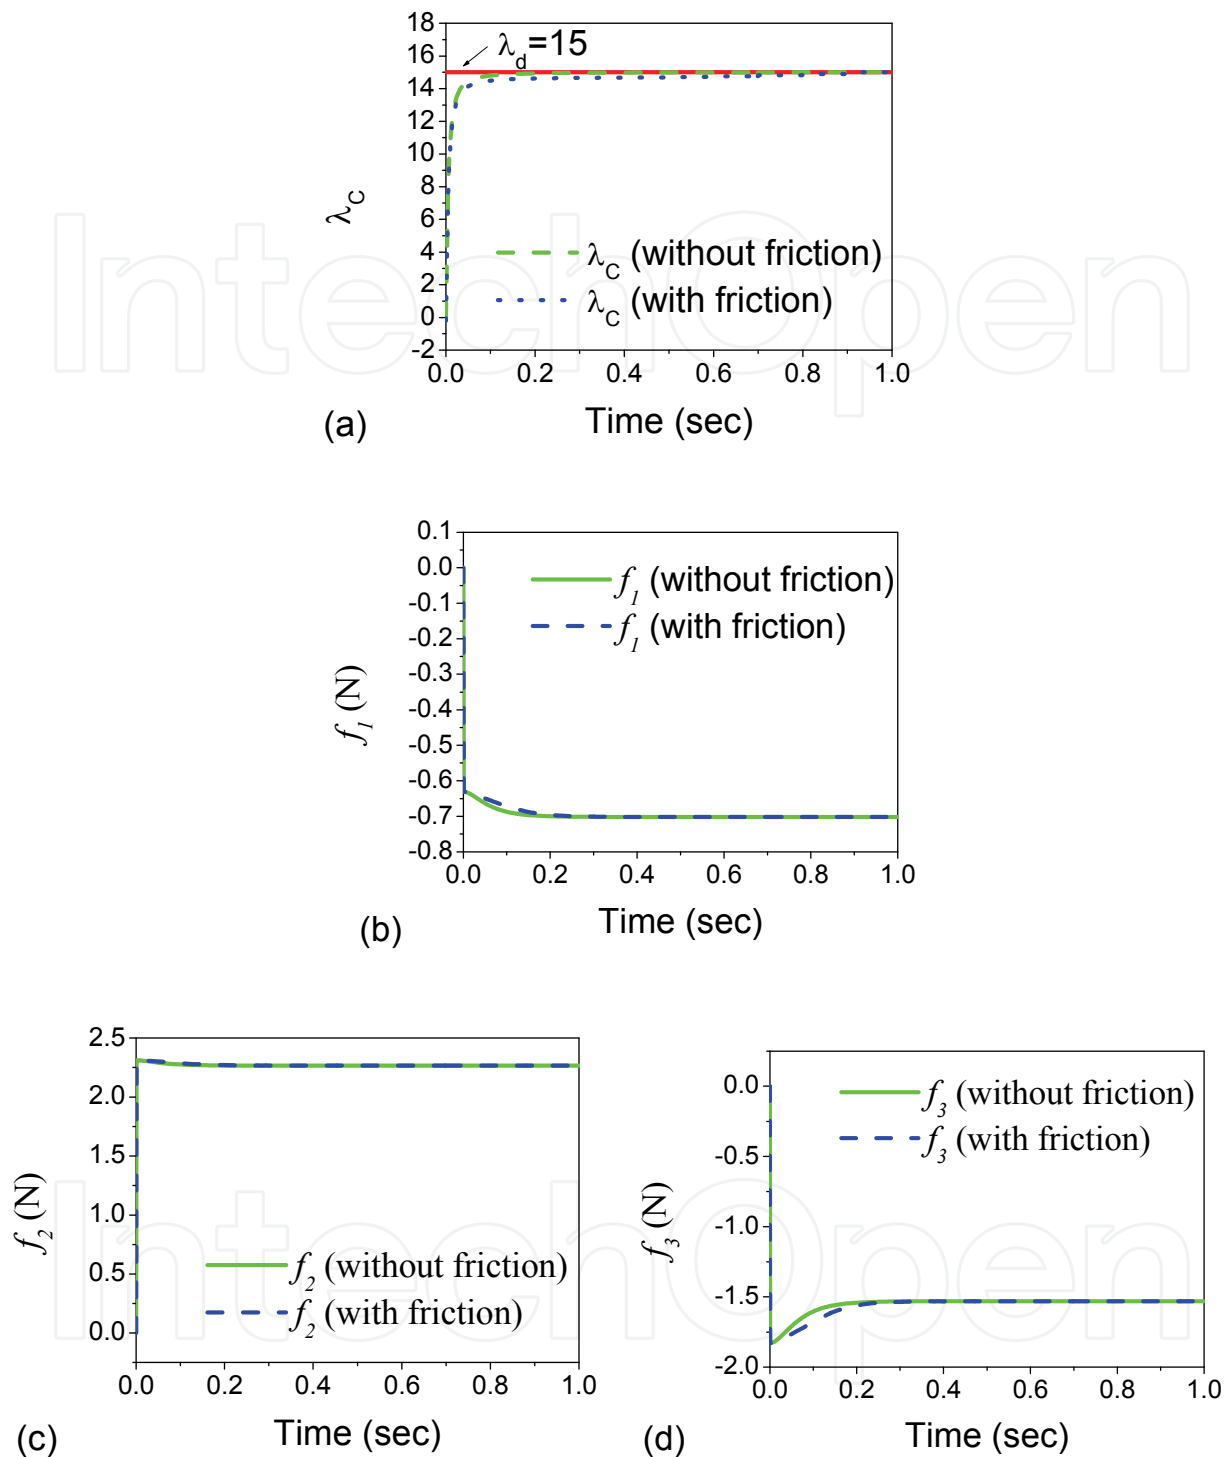 18
16
14
12
10
8
6
4
2
0
-2
λd=15
λC
λC (without friction)
λC (with friction)
0.0 0.2 0.4 0.6 0.8 1.0
Time (sec)
(a)
IntechOpen
0.1
0.0
-0.1
-0.2
-0.3
-0.4
-0.5
-0.6
-0.7
-0.8
f1 (N)
f1 (without friction)
f1 (with friction)
0.0 0.2 0.4 0.6 0.8 1.0
Time (sec)
(b)
2.5
2.0
1.5
1.0
0.5
0.0
f2 (N)
f2 (without friction)
f2 (with friction)
0.0 0.2 0.4 0.6 0.8 1.0
Time (sec)
(c)
0.0
-0.5
-1.0
-1.5
-2.0
f3 (N)
f3 (without friction)
f3 (with friction)
0.0 0.2 0.4 0.6 0.8 1.0
Time (sec)
(d)
IntechOpen